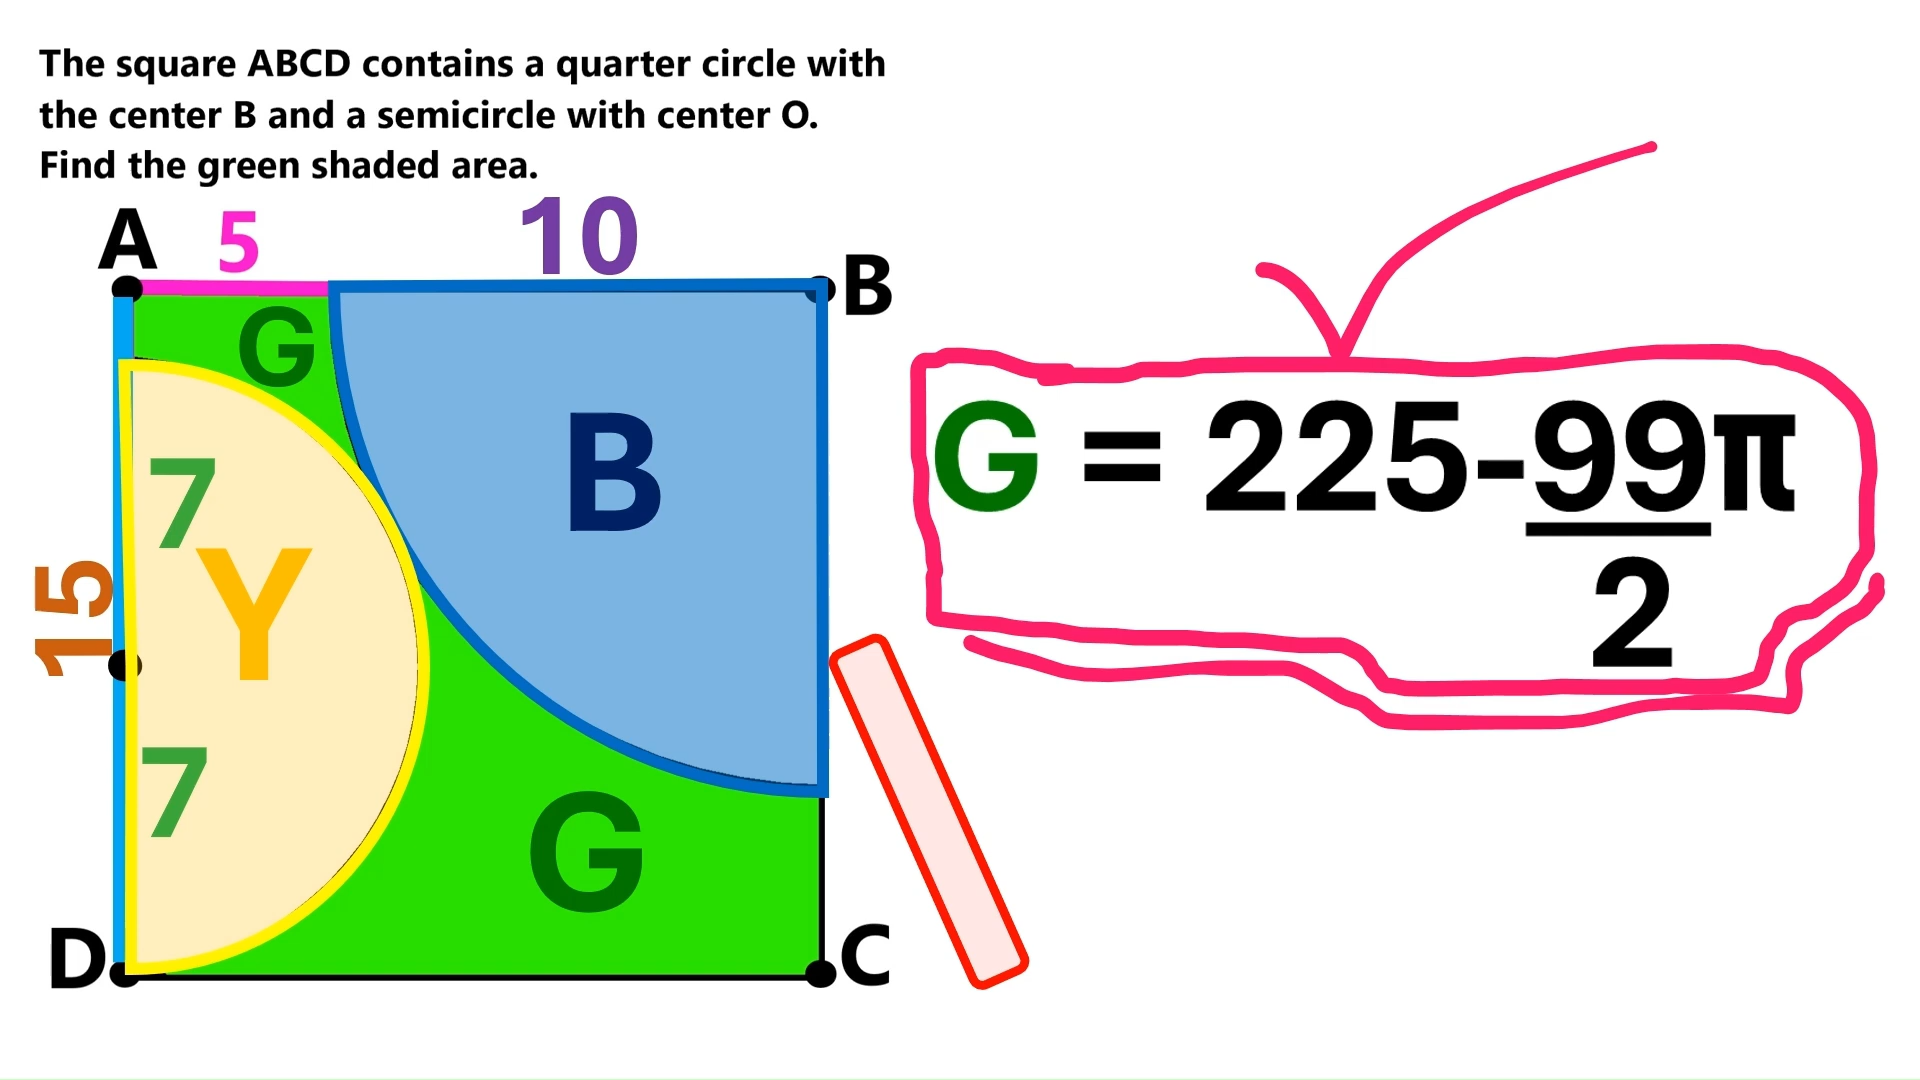 The square ABCD contains a quarter circle with
the center B and a semicircle with center O.
Find the green shaded area.
A 5 10 B
G
B
7
Y
15
7
G
D C
G = 225-99π
2